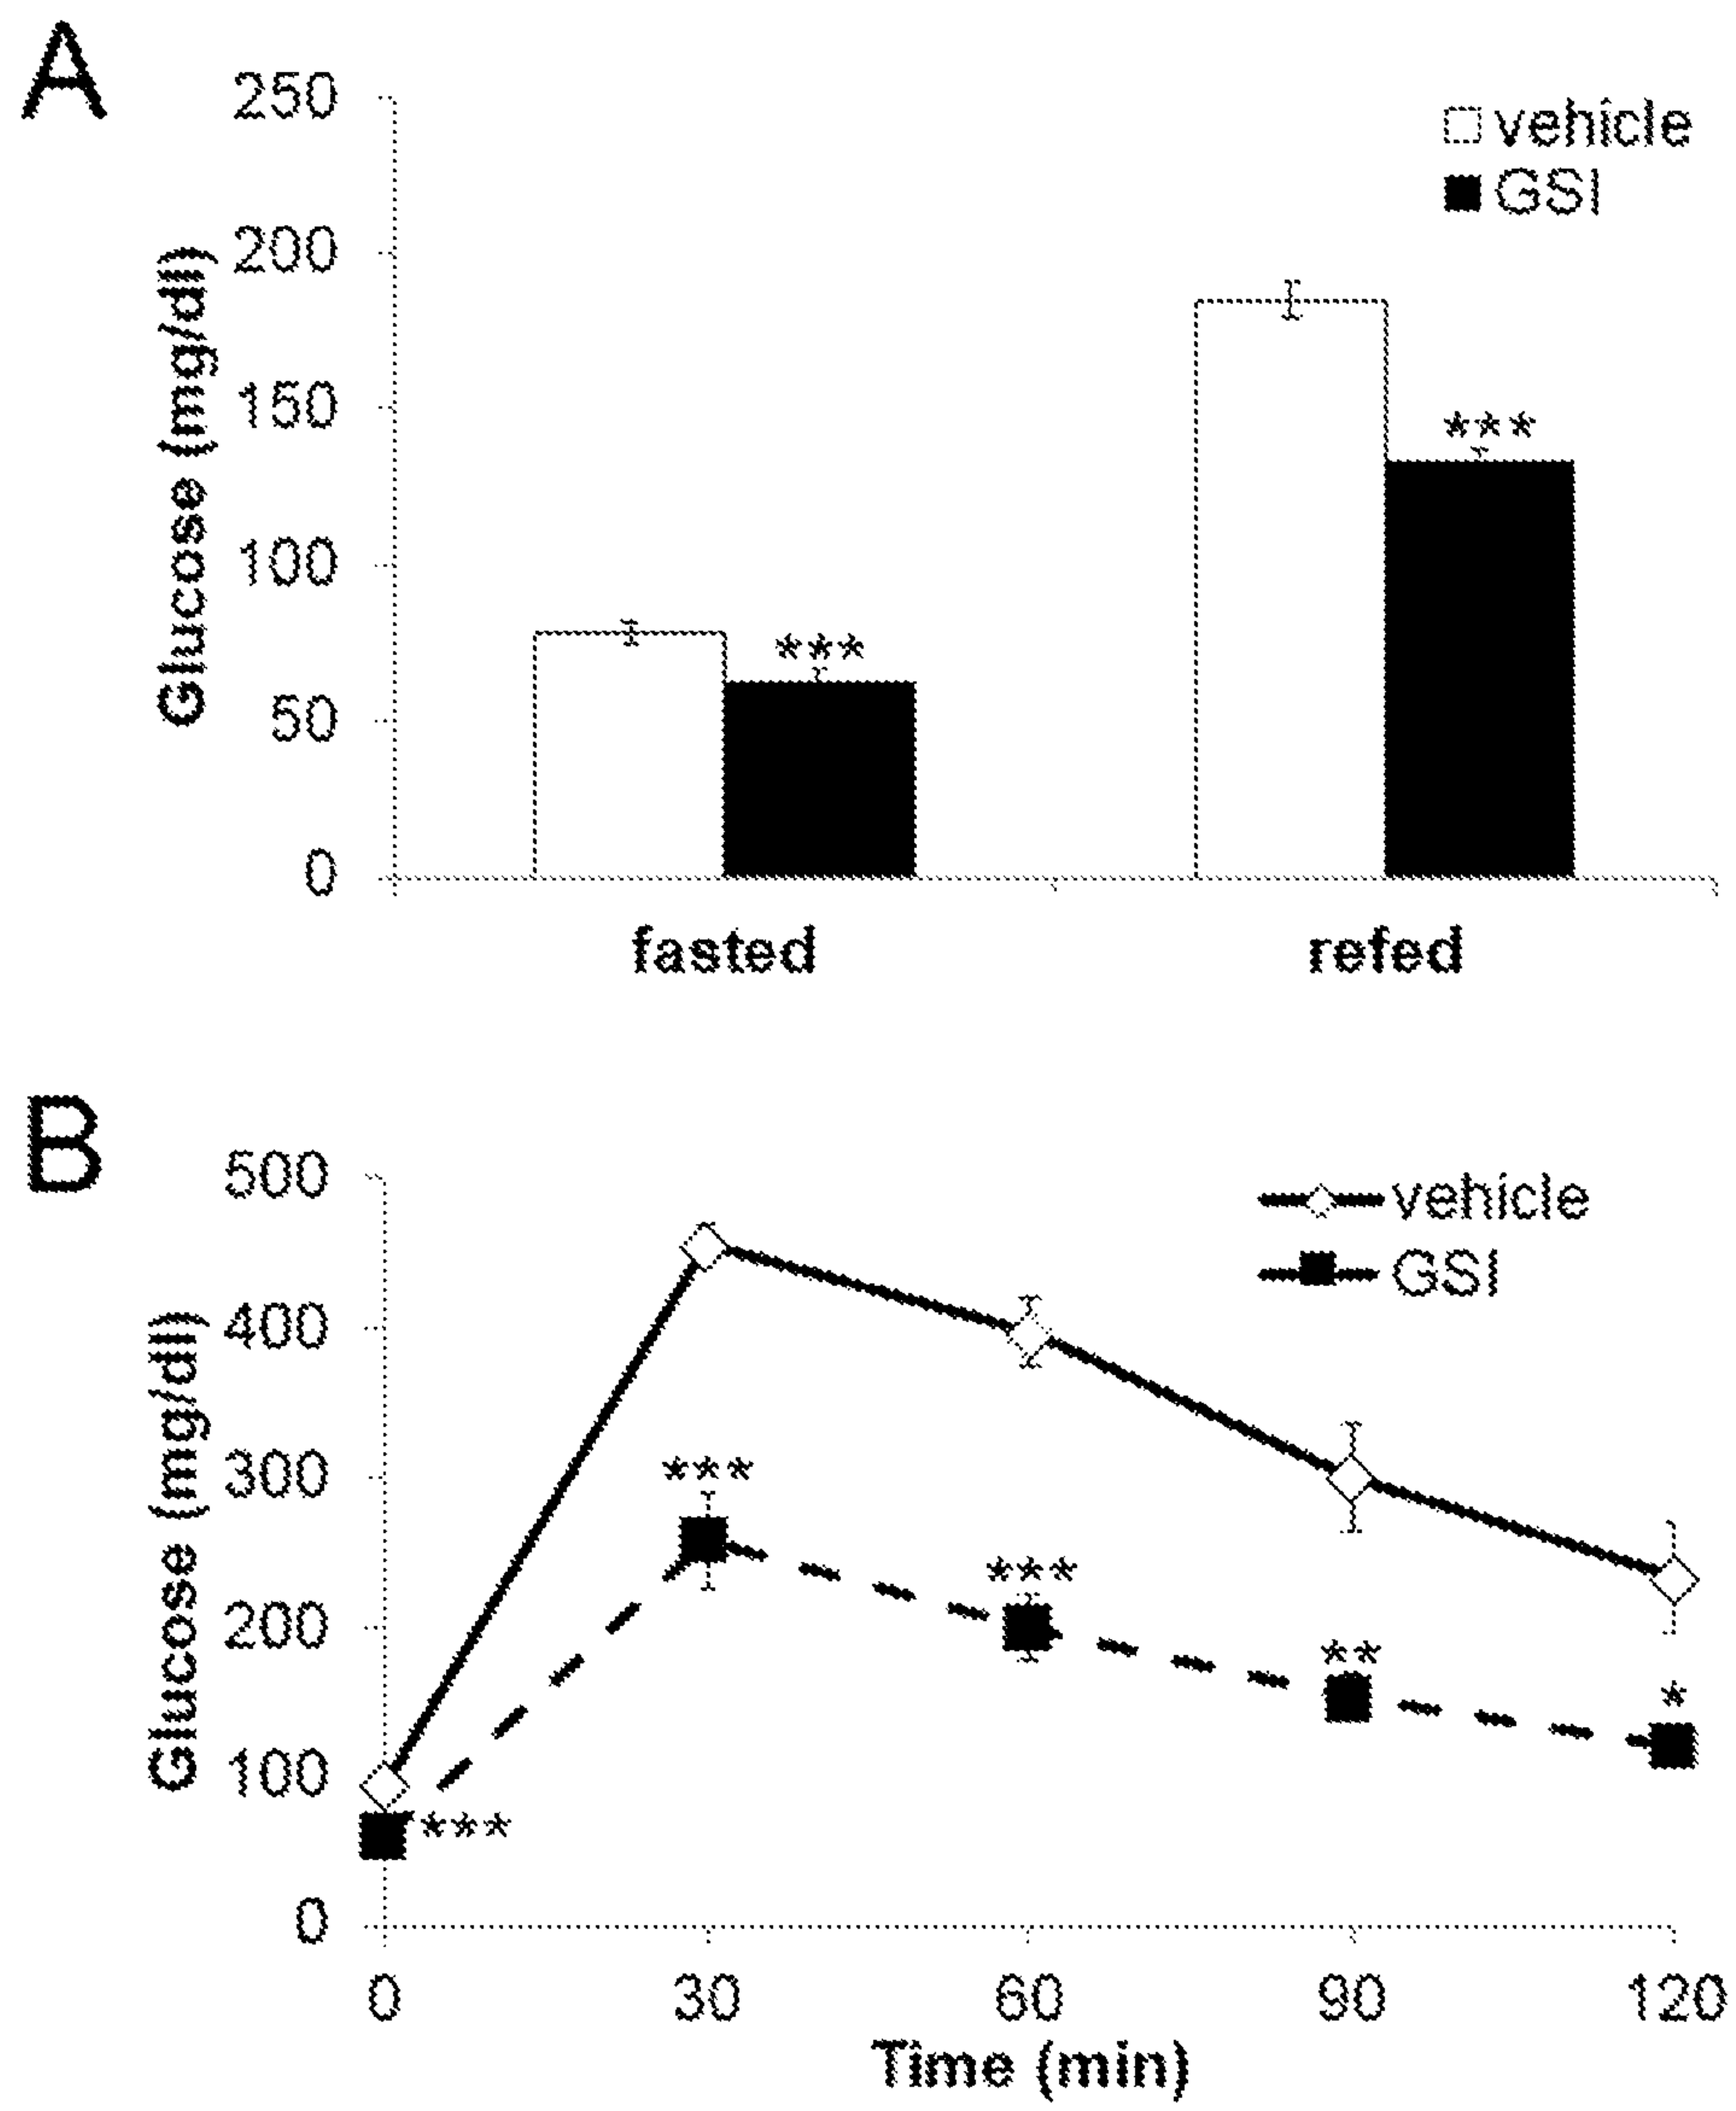 A
250
200
150
100
50
0
Glucose (mg/dl)
vehicle
GSI
***
***
fasted
refed
B
500
400
300
200
100
0
Glucose (mg/dl)
vehicle
GSI
***
***
**
*
***
0 30 60 90 120
Time (min)